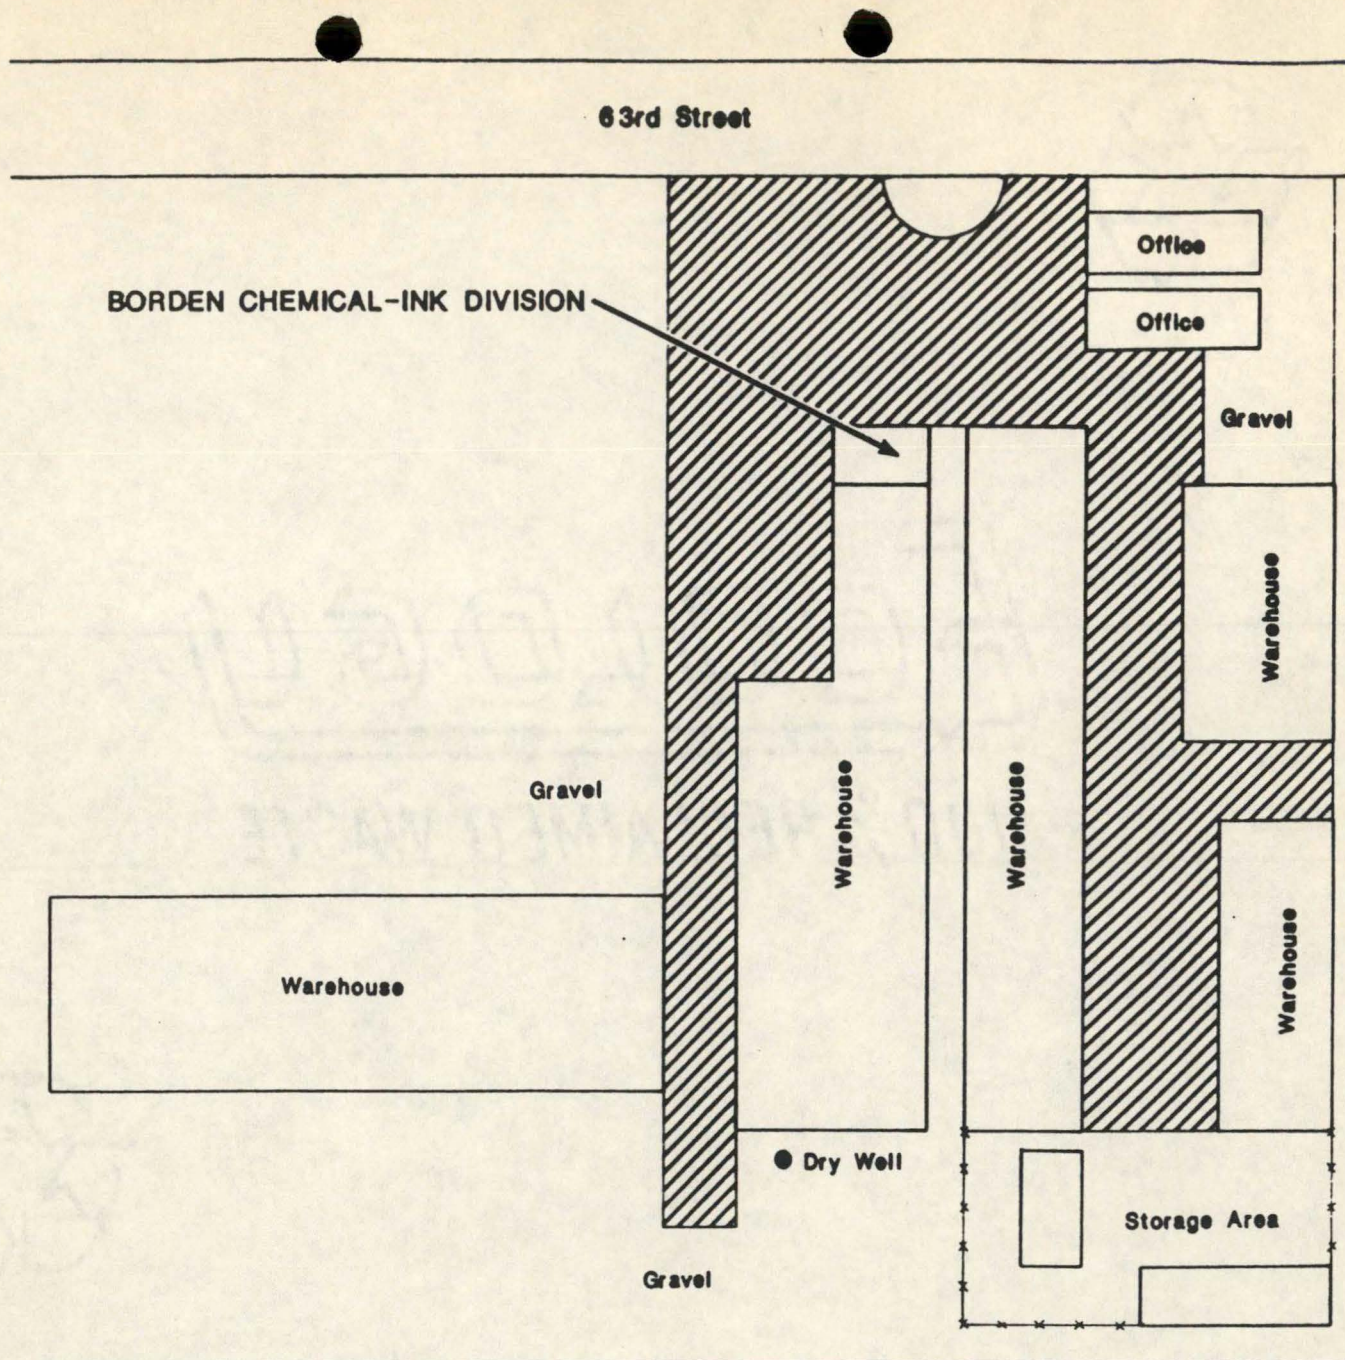 63rd Street
Office
BORDEN CHEMICAL-INK DIVISION
Office
Gravel
Warehouse
Gravel
Warehouse
Warehouse
Warehouse
Warehouse
Dry Well
Storage Area
Gravel